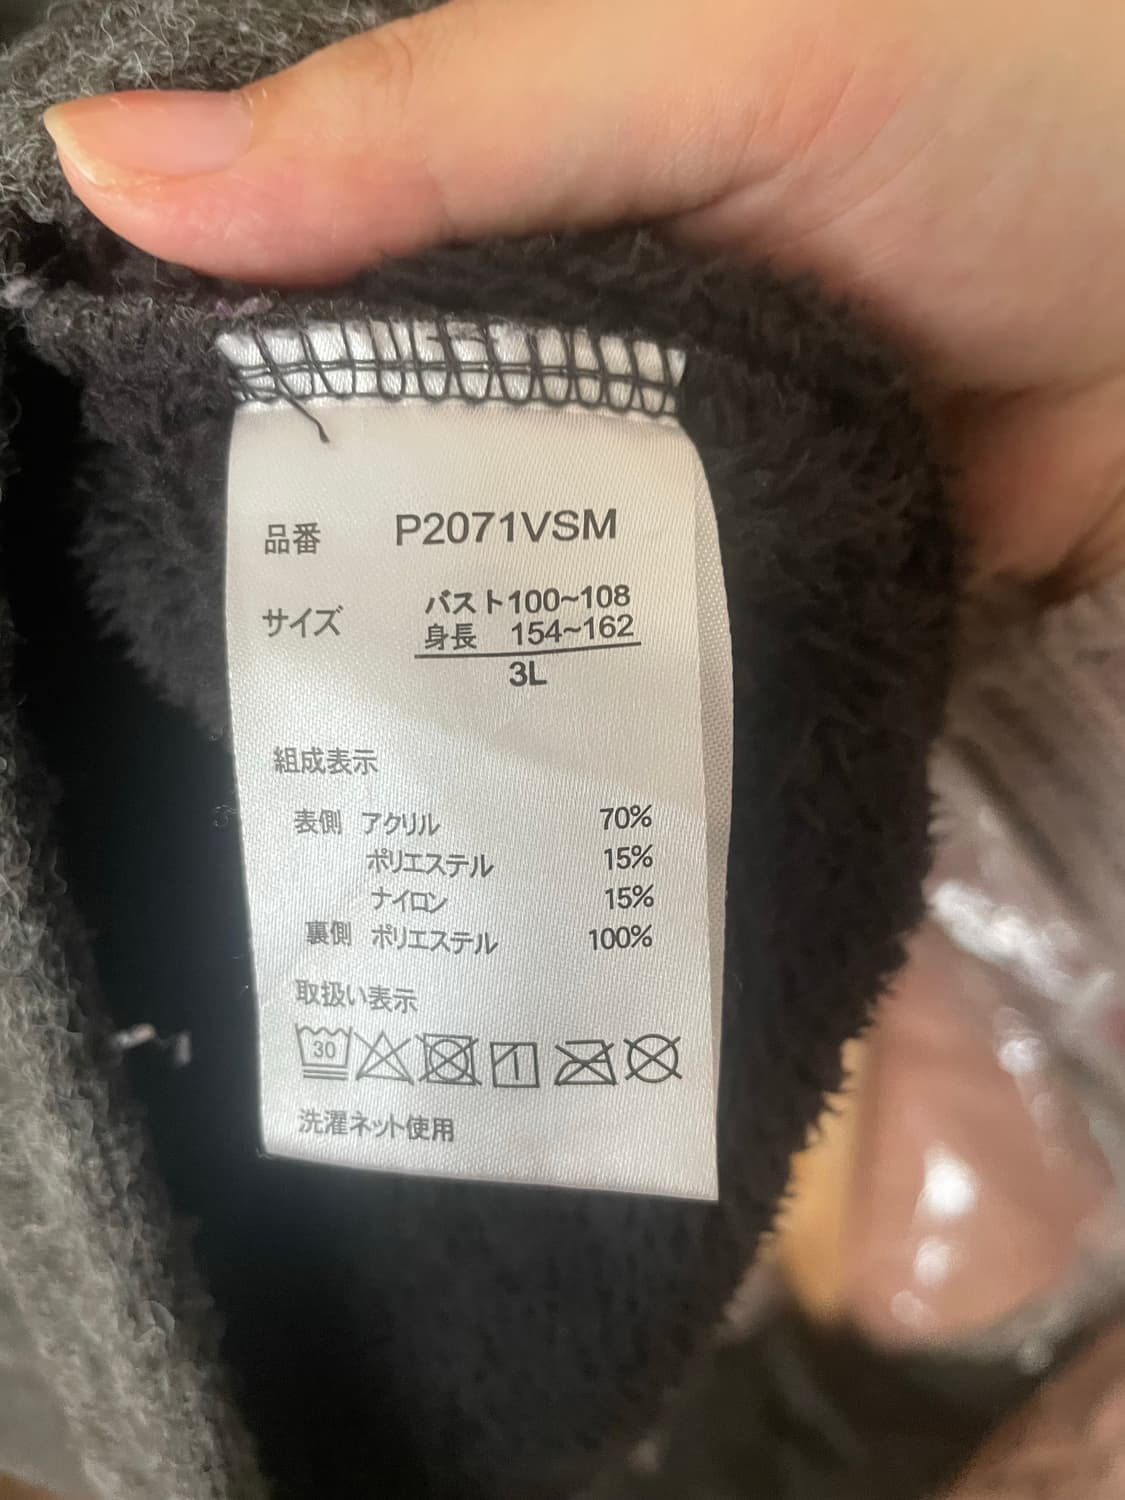 品番 P2071VSM
サイズ バスト100~108
身長 154~162
3L
組成表示
表側 アクリル 70%
ポリエステル 15%
ナイロン 15%
裏側 ポリエステル 100%
取扱い表示
30
洗濯ネット使用